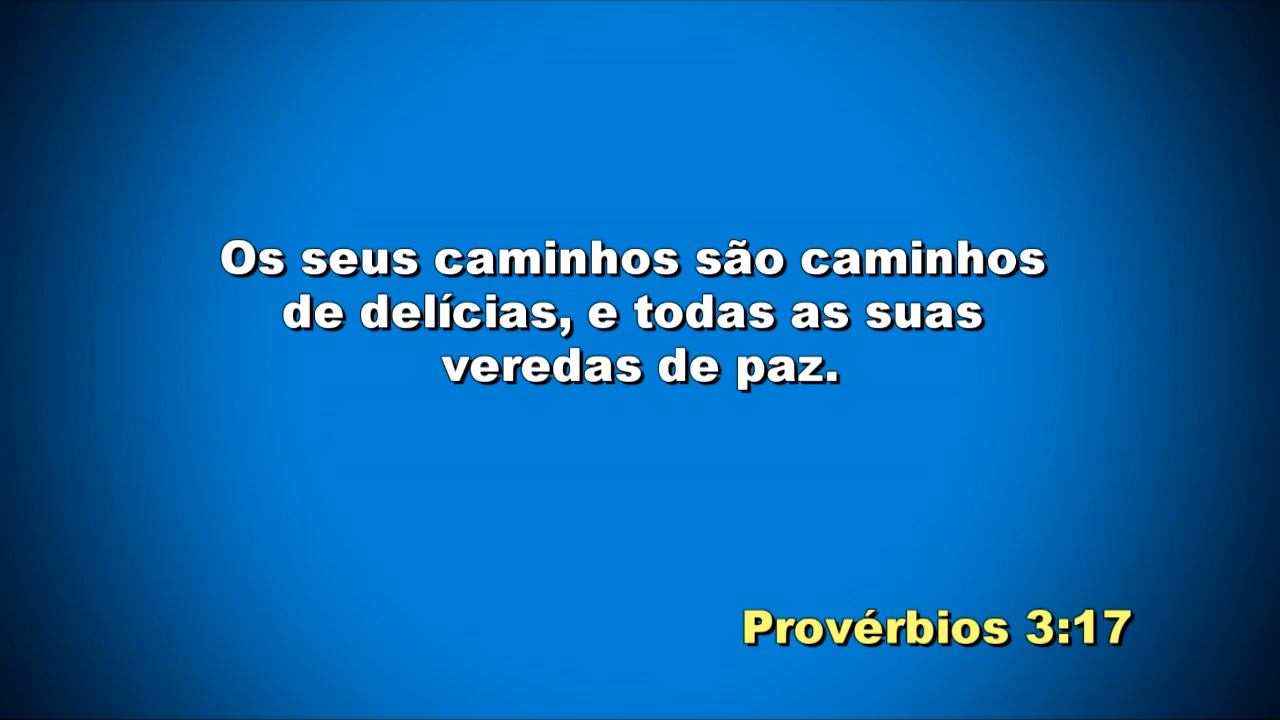 Os seus caminhos são caminhos
de delícias, e todas as suas
veredas de paz.
Provérbios 3:17